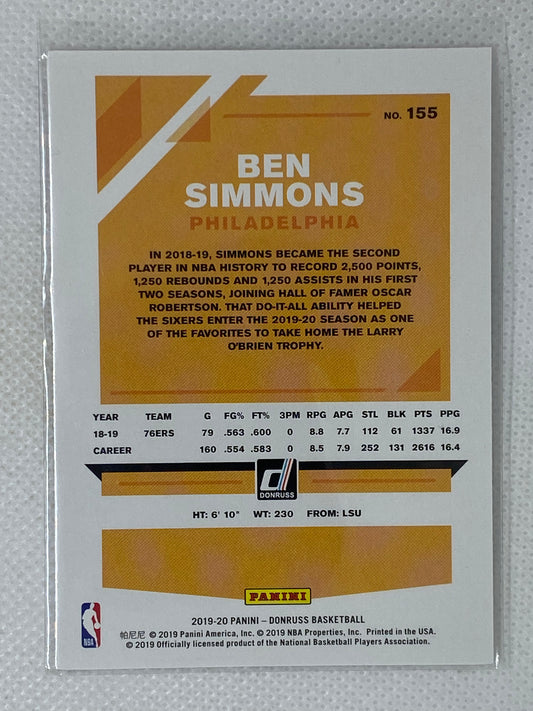 NO. 155
BEN
SIMMONS
PHILADELPHIA
IN 2018-19, SIMMONS BECAME THE SECOND
PLAYER IN NBA HISTORY TO RECORD 2,500 POINTS,
1,250 REBOUNDS AND 1,250 ASSISTS IN HIS FIRST
TWO SEASONS, JOINING HALL OF FAMER OSCAR
ROBERTSON. THAT DO-IT-ALL ABILITY HELPED
THE SIXERS ENTER THE 2019-20 SEASON AS ONE
OF THE FAVORITES TO TAKE HOME THE LARRY
O'BRIEN TROPHY.
YEAR TEAM G FG% FT% 3PM RPG APG STL BLK PTS PPG
18-19 76ERS 79 .563 .600 0 8.8 7.7 112 61 1337 16.9
CAREER 160 .554 .583 0 8.5 7.9 252 131 2616 16.4
DONRUSS
HT: 6' 10" WT: 230 FROM: LSU
PANINI
2019-20 PANINI – DONRUSS BASKETBALL
帕尼尼 © 2019 Panini America, Inc. © 2019 NBA Properties, Inc. Printed in the USA.
© 2019 Officially licensed product of the National Basketball Players Association.
NBA